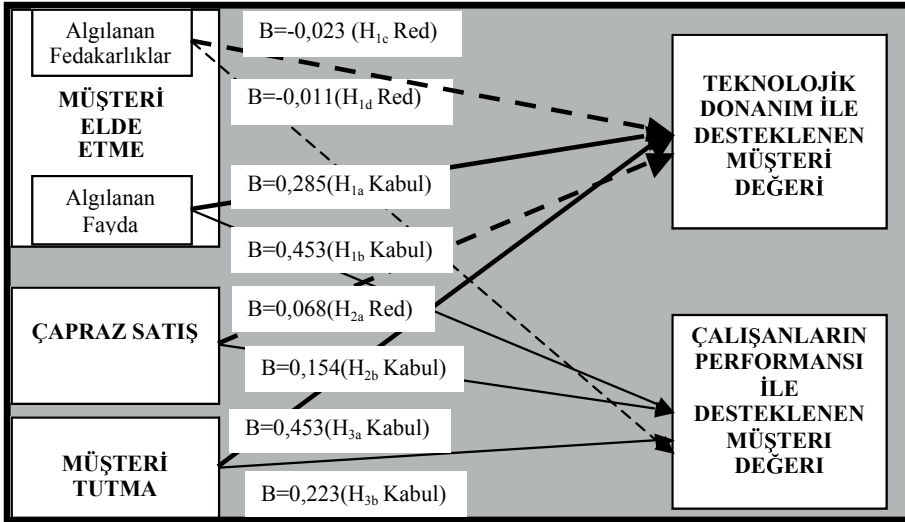 Algılanan
Fedakarlıklar
MÜŞTERİ
ELDE
ETME
Algılanan
Fayda
ÇAPRAZ SATIŞ
MÜŞTERİ
TUTMA
B=-0,023 (H1c Red)
B=-0,011(H1d Red)
B=0,285(H1a Kabul)
B=0,453(H1b Kabul)
B=0,068(H2a Red)
B=0,154(H2b Kabul)
B=0,453(H3a Kabul)
B=0,223(H3b Kabul)
TEKNOLOJİK
DONANIM İLE
DESTEKLENEN
MÜŞTERİ
DEĞERİ
ÇALIŞANLARIN
PERFORMANSI
İLE
DESTEKLENEN
MÜŞTERI
DEĞERI